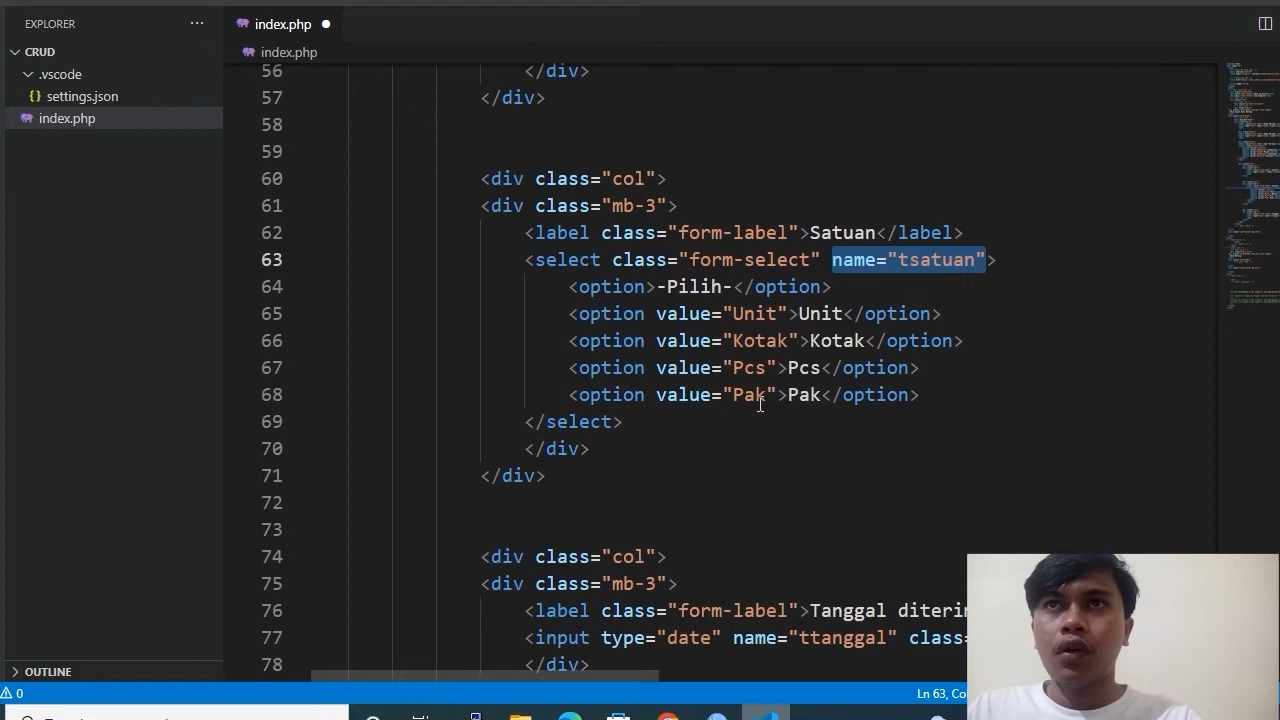 EXPLORER
···
index.php
CRUD
index.php
.vscode
{} settings.json
index.php
56 </div>
57 </div>
58
59
60 <div class="col">
61 <div class="mb-3">
62 <label class="form-label">Satuan</label>
63 <select class="form-select" name="tsatuan">
64 <option>-Pilih-</option>
65 <option value="Unit">Unit</option>
66 <option value="Kotak">Kotak</option>
67 <option value="Pcs">Pcs</option>
68 <option value="Pak">Pak</option>
69 </select>
70 </div>
71 </div>
72
73
74 <div class="col">
75 <div class="mb-3">
76 <label class="form-label">Tanggal diterim
77 <input type="date" name="ttanggal" class=
78 </div>
OUTLINE
0
Ln 63, Co